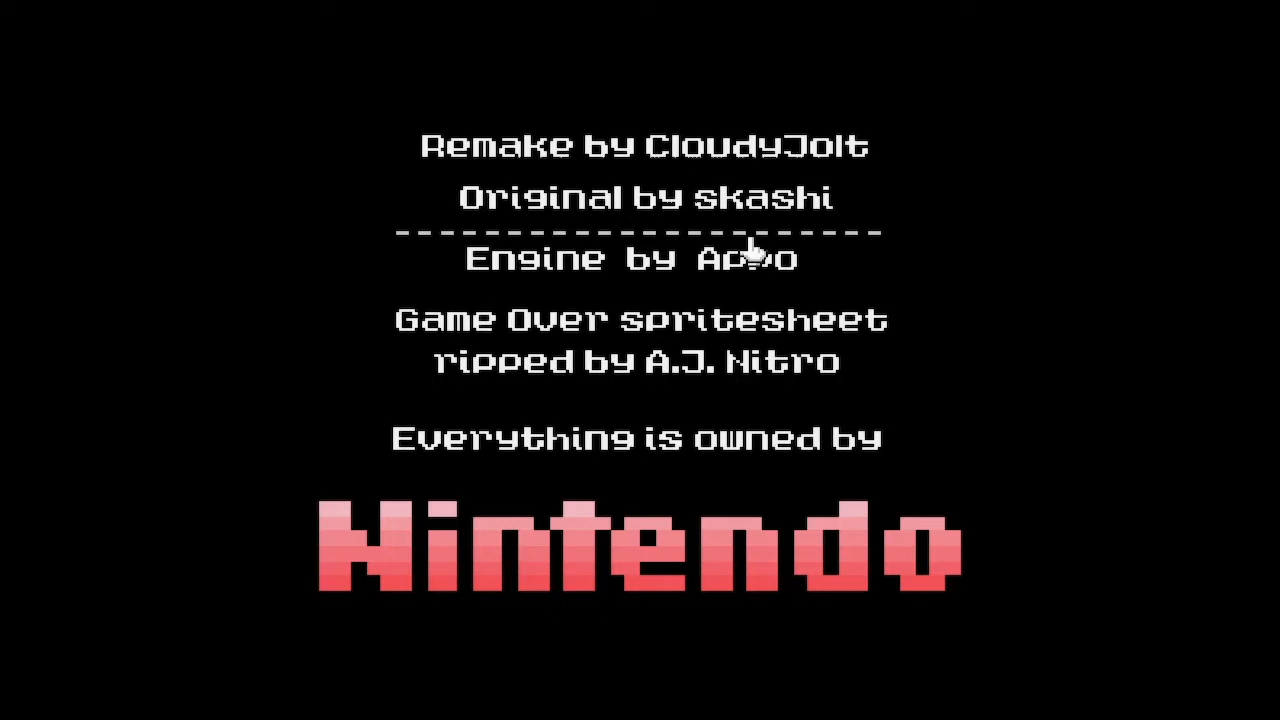 Remake by CloudyJolt
Original by skashi
----------------------
Engine by
Game Over spritesheet
ripped by A.J. Nitro
Everything is owned by
Nintendo